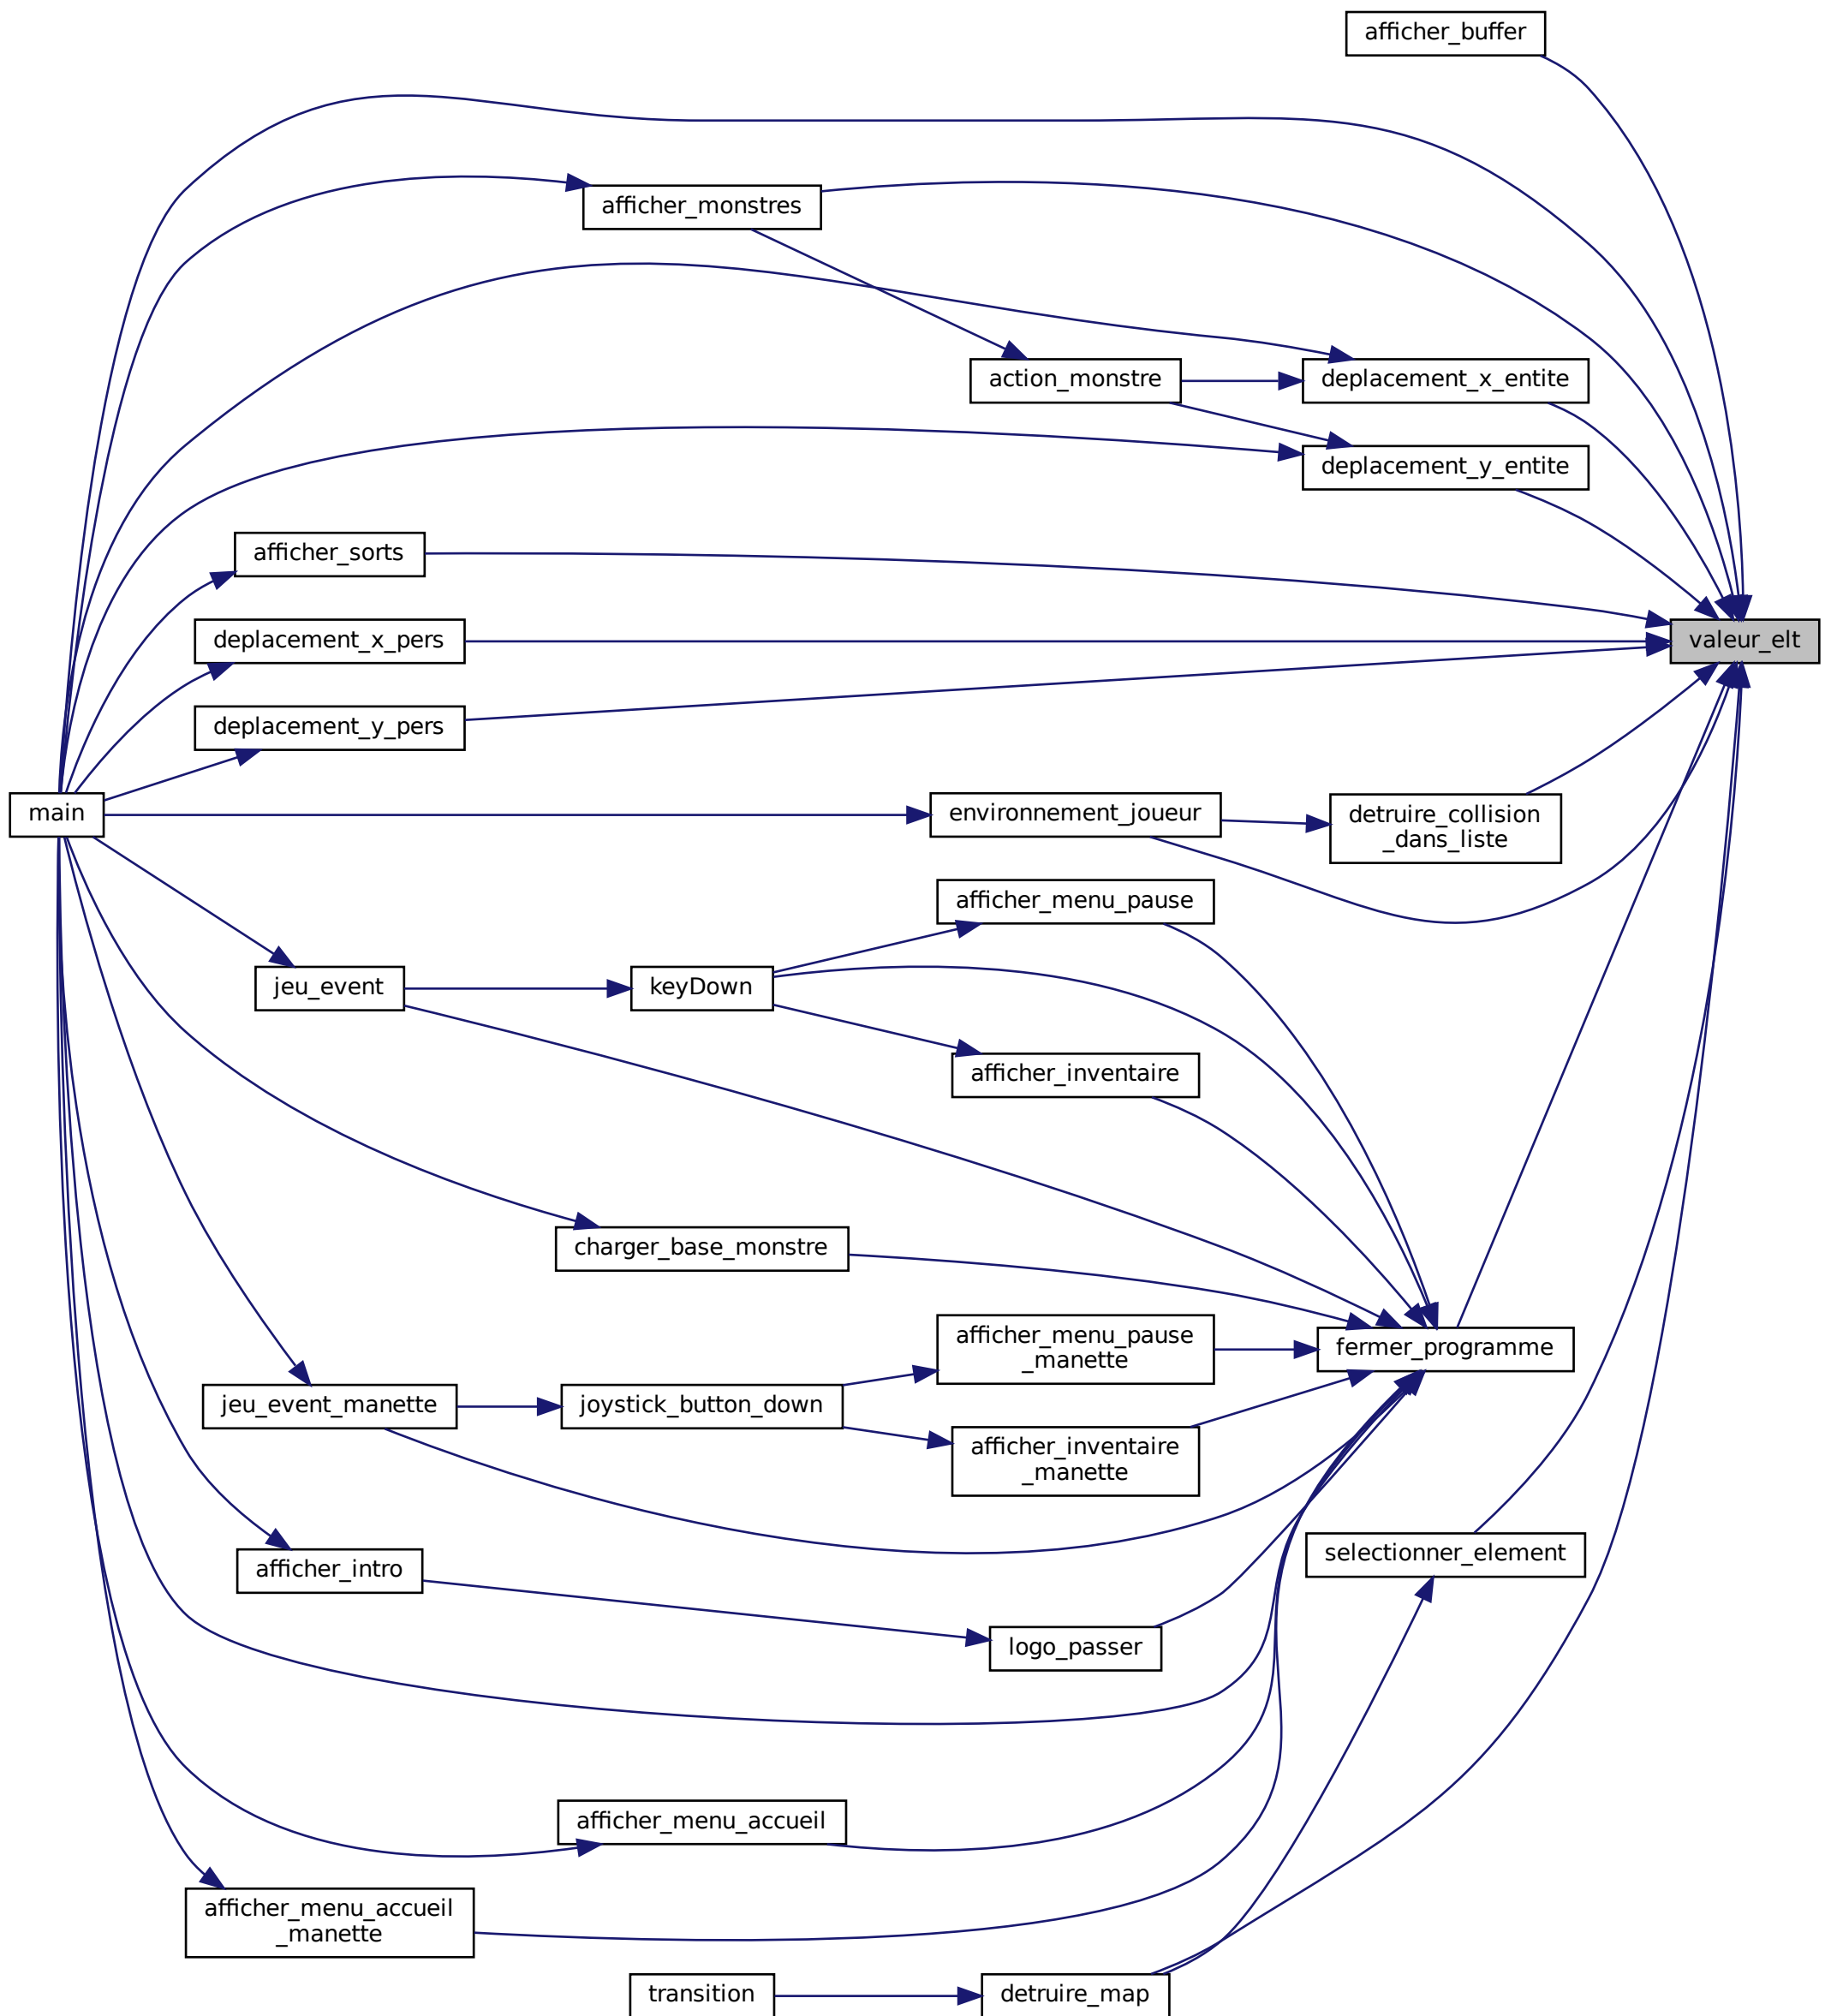 afficher_buffer
afficher_monstres
action_monstre
deplacement_x_entite
deplacement_y_entite
afficher_sorts
deplacement_x_pers
valeur_elt
deplacement_y_pers
main
environnement_joueur
detruire_collision
_dans_liste
afficher_menu_pause
jeu_event
keyDown
afficher_inventaire
charger_base_monstre
afficher_menu_pause
_manette
fermer_programme
jeu_event_manette
joystick_button_down
afficher_inventaire
_manette
selectionner_element
afficher_intro
logo_passer
afficher_menu_accueil
afficher_menu_accueil
_manette
transition
detruire_map